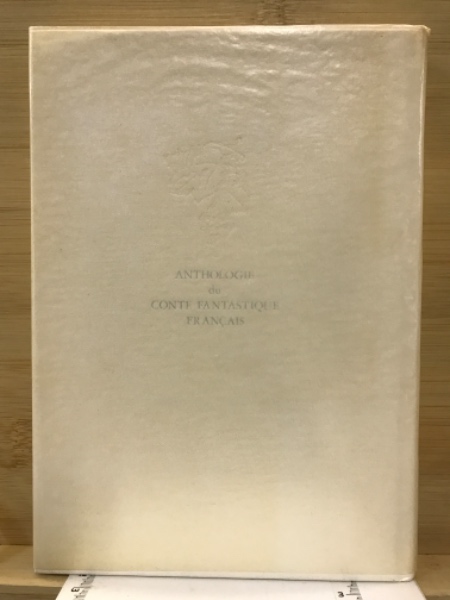 ANTHOLOGIE
du
CONTE FANTASTIQUE
FRANÇAIS